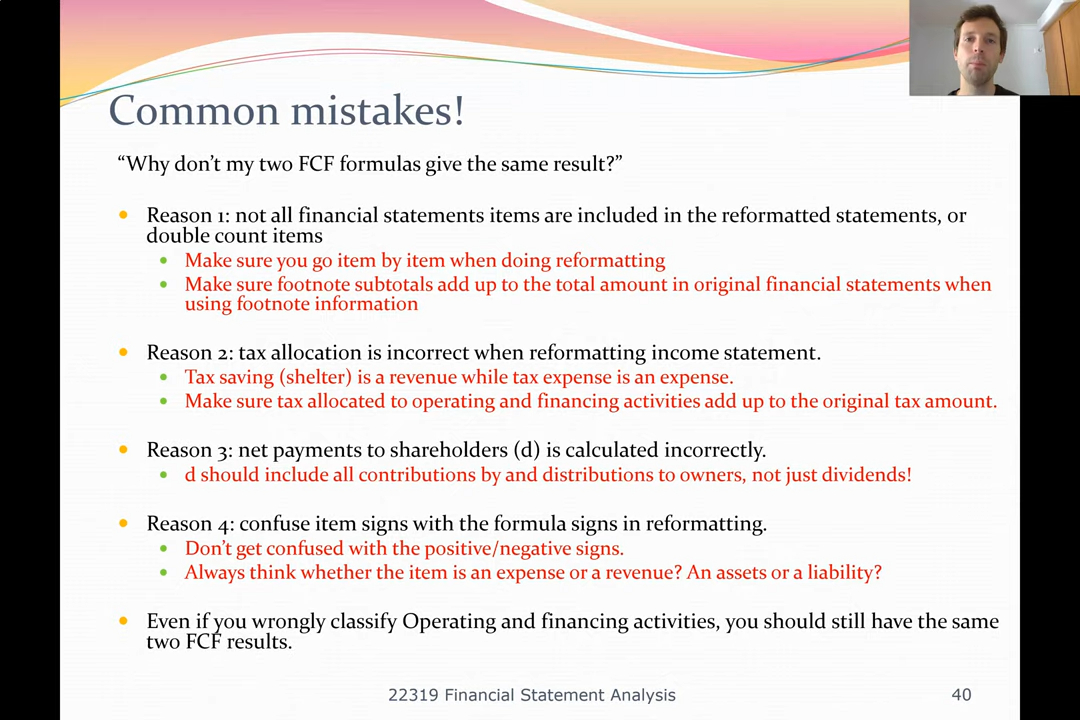 Common mistakes!
“Why don’t my two FCF formulas give the same result?”
Reason 1: not all financial statements items are included in the reformatted statements, or
double count items
Make sure you go item by item when doing reformatting
Make sure footnote subtotals add up to the total amount in original financial statements when
using footnote information
Reason 2: tax allocation is incorrect when reformatting income statement.
Tax saving (shelter) is a revenue while tax expense is an expense.
Make sure tax allocated to operating and financing activities add up to the original tax amount.
Reason 3: net payments to shareholders (d) is calculated incorrectly.
d should include all contributions by and distributions to owners, not just dividends!
Reason 4: confuse item signs with the formula signs in reformatting.
Don’t get confused with the positive/negative signs.
Always think whether the item is an expense or a revenue? An assets or a liability?
Even if you wrongly classify Operating and financing activities, you should still have the same
two FCF results.
22319 Financial Statement Analysis
40